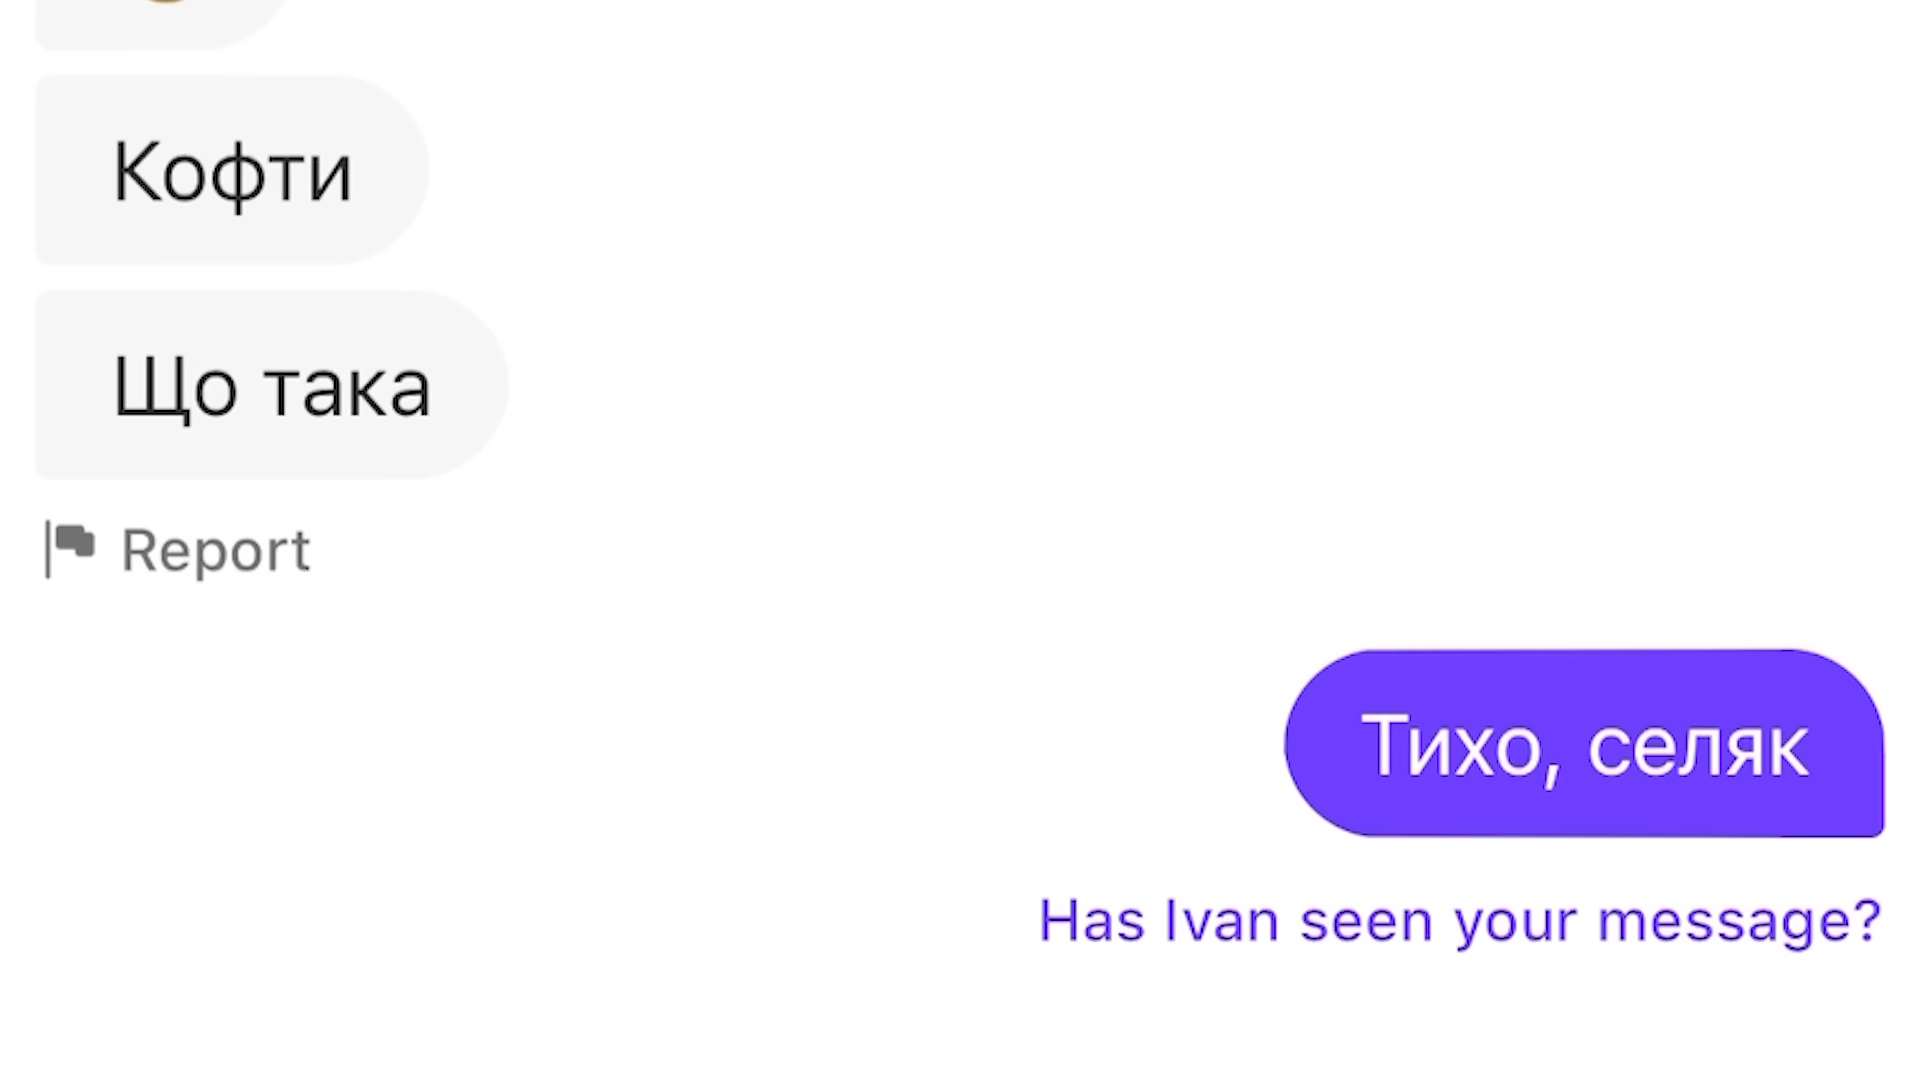 Кофти
Що така
Report
Тихо, селяк
Has Ivan seen your message?